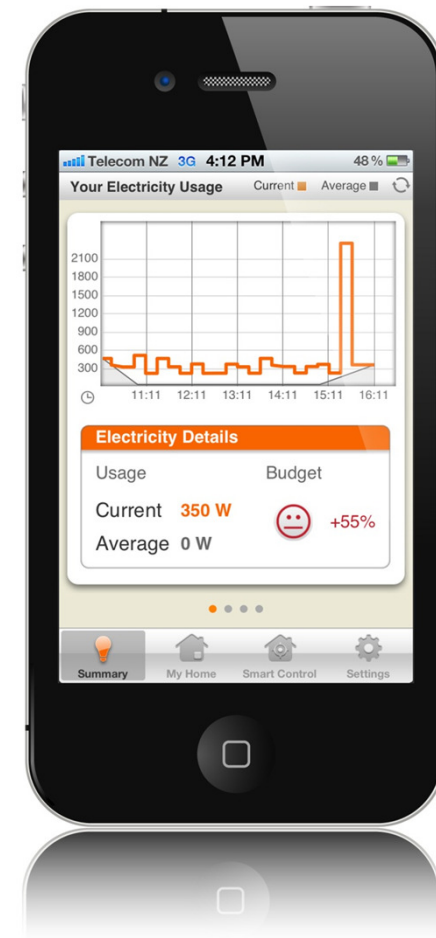 Telecom NZ 3G 4:12 PM 48 %
Your Electricity Usage Current Average
2100
1800
1500
1200
900
600
300
11:11 12:11 13:11 14:11 15:11 16:11
Electricity Details
Usage Budget
Current 350 W
+55%
Average 0 W
Summary My Home Smart Control Settings